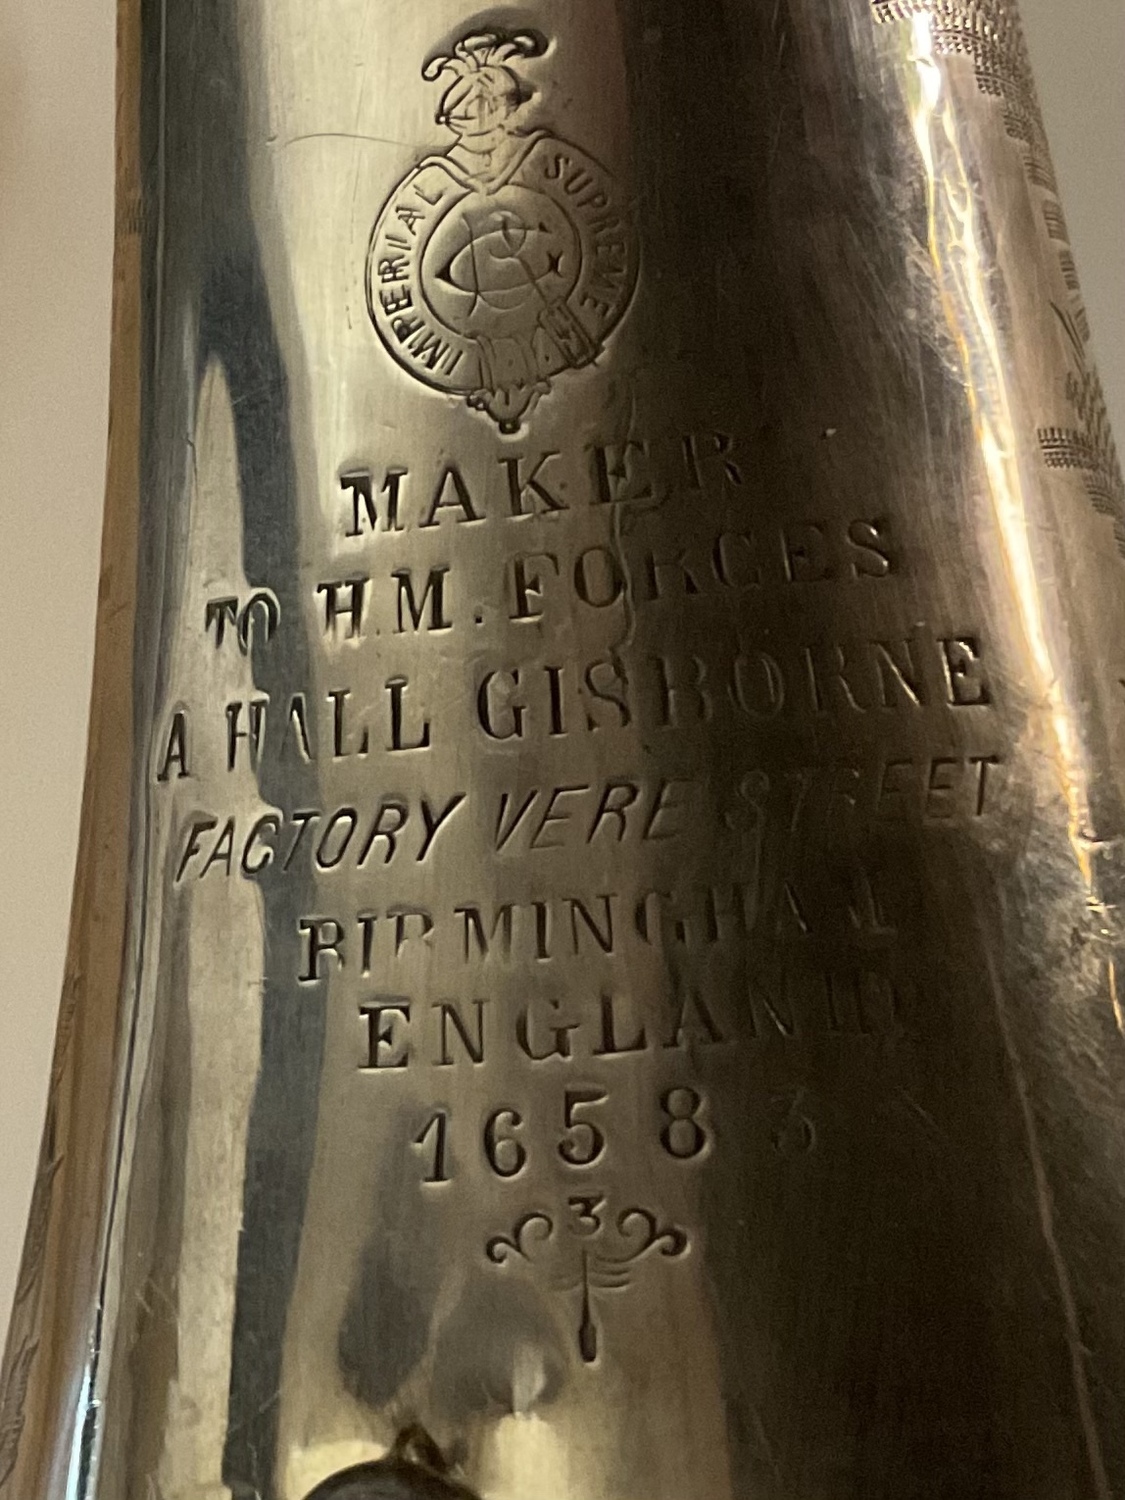 IMPERIAL SUPREME
MAKER
TO H.M. FORCES
A HALL GISBORNE
FACTORY VERE STREET
BIRMINGHAM
ENGLAND
16583
3